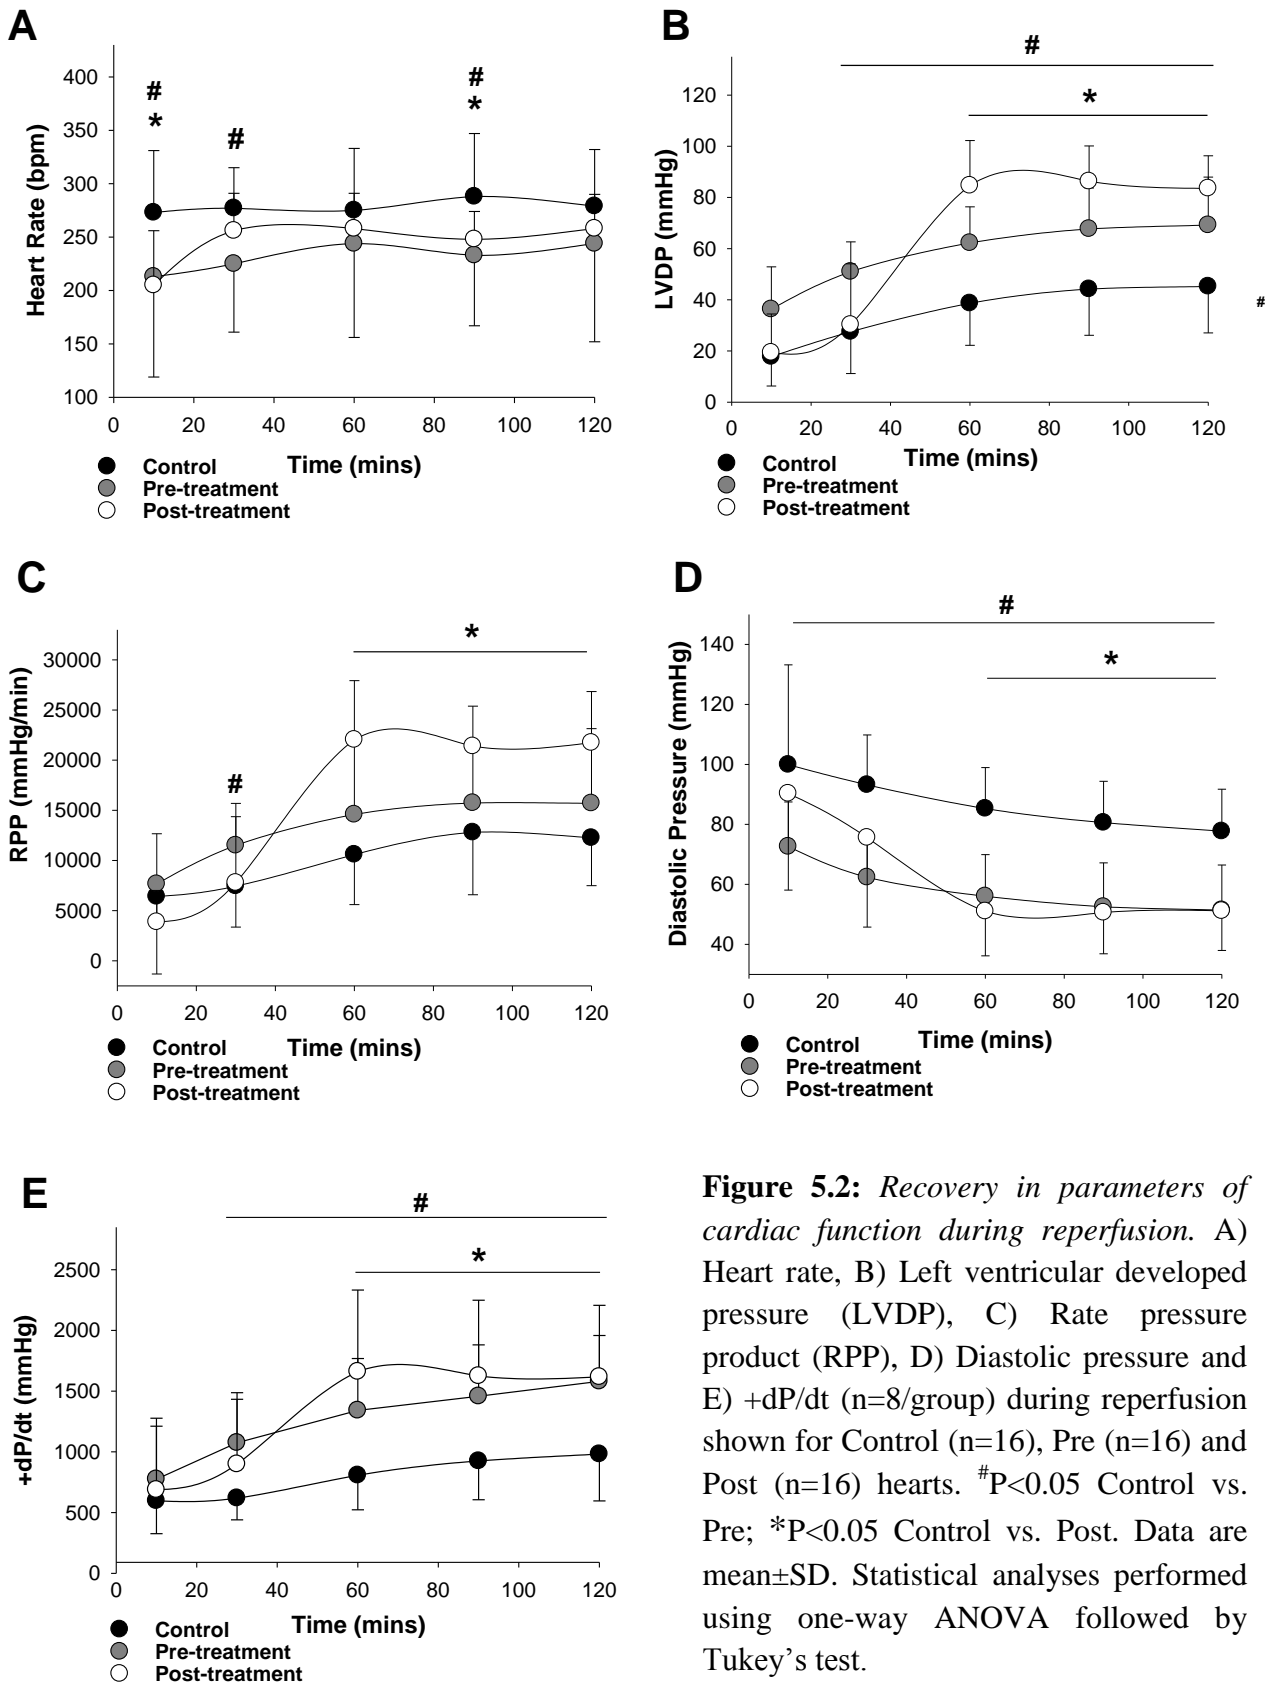 A
#
*
#
#
*
400
350
300
250
200
150
100
Heart Rate (bpm)
0 20 40 60 80 100 120
Time (mins)
Control
Pre-treatment
Post-treatment
B
#
*
120
100
80
60
40
20
0
LVDP (mmHg)
#
0 20 40 60 80 100 120
Time (mins)
Control
Pre-treatment
Post-treatment
C
*
#
30000
25000
20000
15000
10000
5000
0
RPP (mmHg/min)
0 20 40 60 80 100 120
Time (mins)
Control
Pre-treatment
Post-treatment
D
#
*
140
120
100
80
60
40
Diastolic Pressure (mmHg)
0 20 40 60 80 100 120
Time (mins)
Control
Pre-treatment
Post-treatment
E
#
*
2500
2000
1500
1000
500
0
+dP/dt (mmHg)
0 20 40 60 80 100 120
Time (mins)
Control
Pre-treatment
Post-treatment
Figure 5.2: Recovery in parameters of
cardiac function during reperfusion. A)
Heart rate, B) Left ventricular developed
pressure (LVDP), C) Rate pressure
product (RPP), D) Diastolic pressure and
E) +dP/dt (n=8/group) during reperfusion
shown for Control (n=16), Pre (n=16) and
Post (n=16) hearts. #P<0.05 Control vs.
Pre; *P<0.05 Control vs. Post. Data are
mean±SD. Statistical analyses performed
using one-way ANOVA followed by
Tukey’s test.